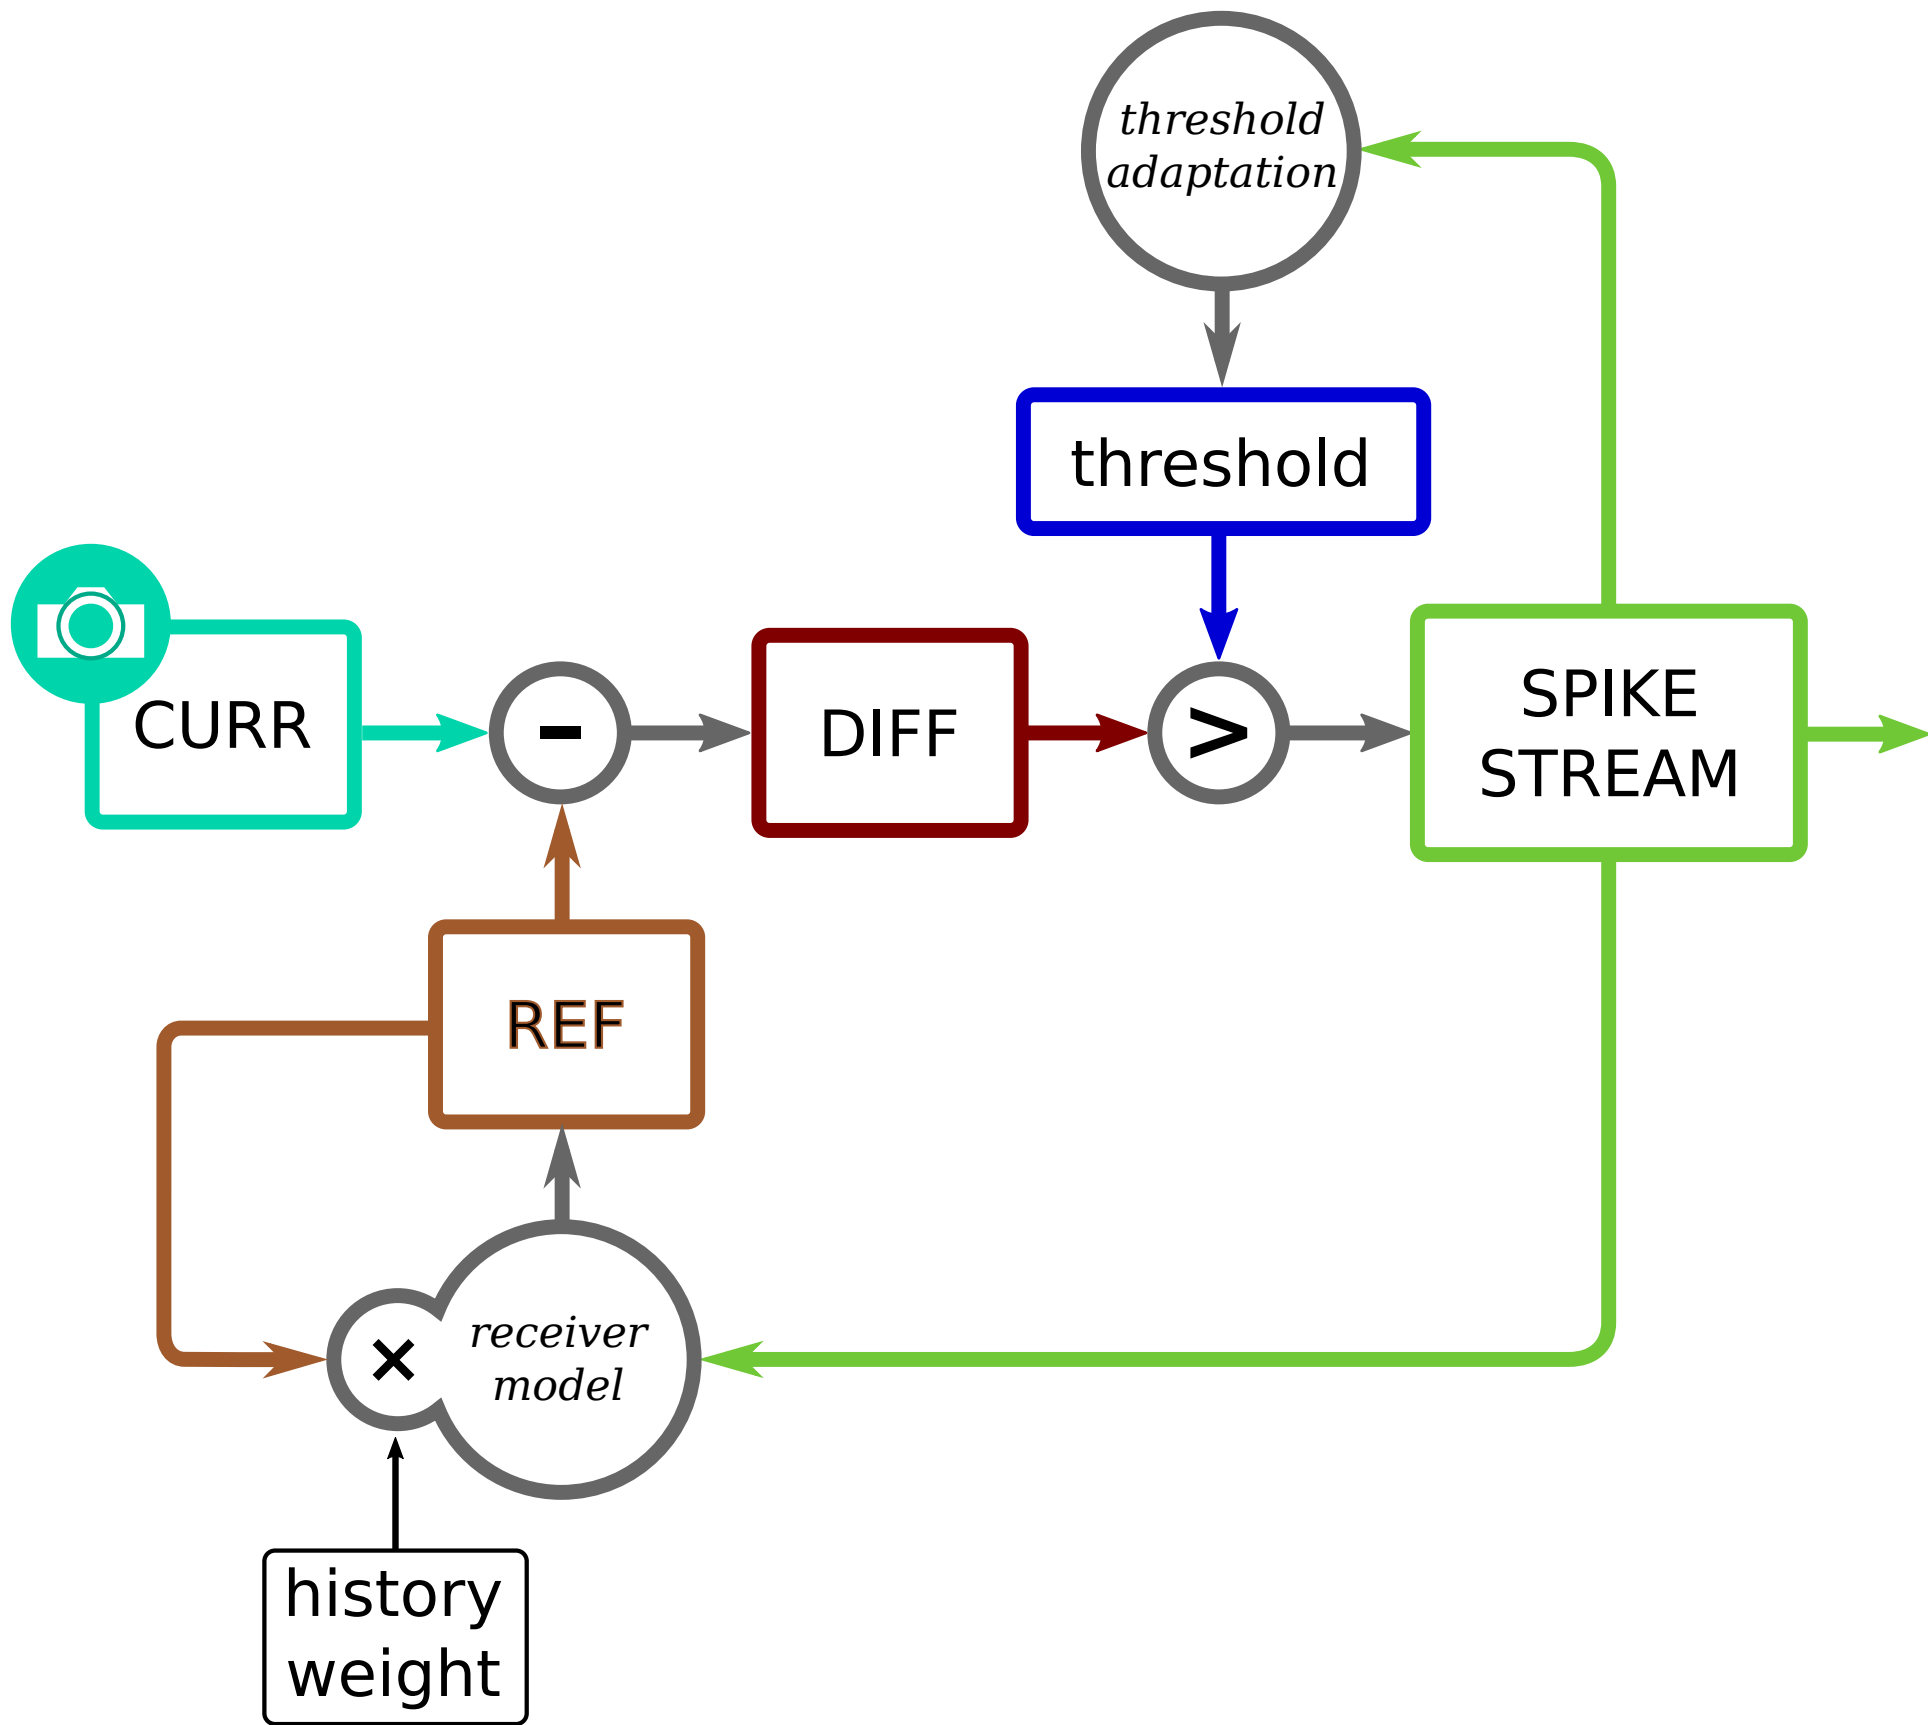 threshold
adaptation
threshold
CURR
-
DIFF
>
SPIKE
STREAM
REF
×
receiver
model
history
weight